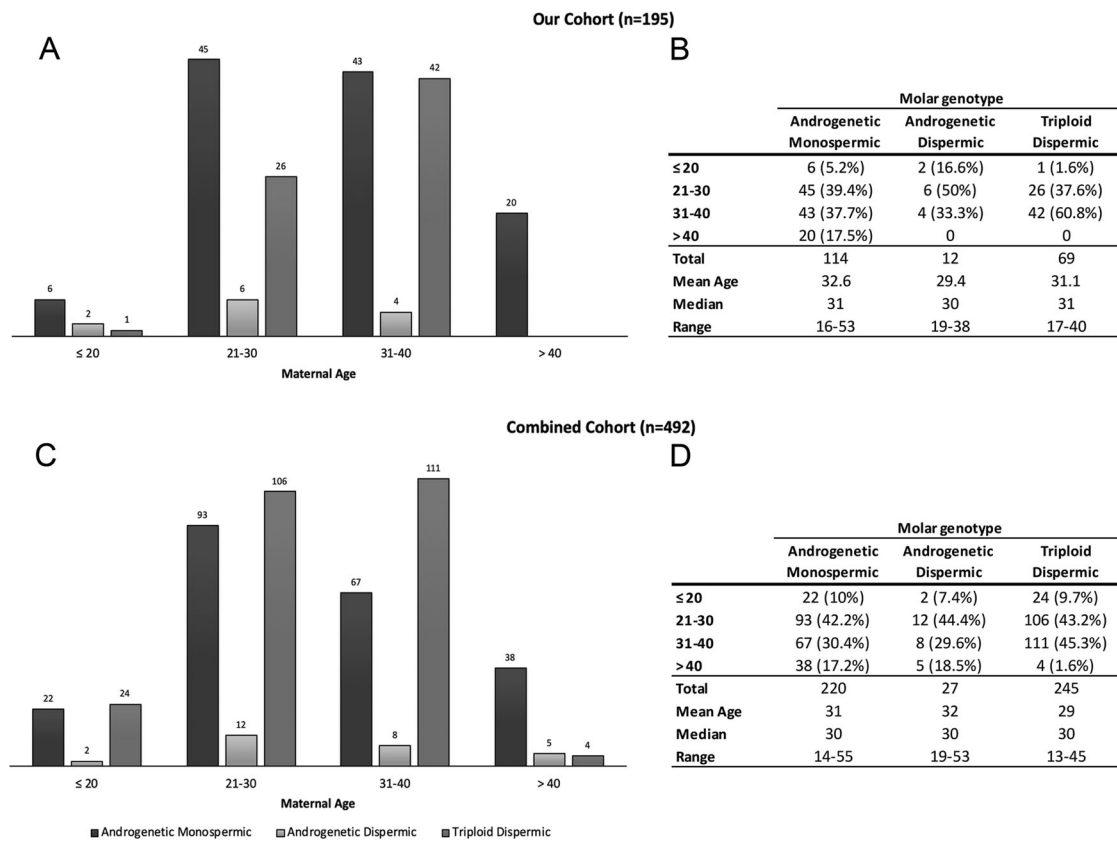 Our Cohort (n=195)
A
45
43
42
26
20
6
2
1
6
4
≤ 20
21-30
31-40
> 40
Maternal Age
B
Molar genotype
Androgenetic Androgenetic Triploid
Monospermic Dispermic Dispermic
≤ 20 6 (5.2%) 2 (16.6%) 1 (1.6%)
21-30 45 (39.4%) 6 (50%) 26 (37.6%)
31-40 43 (37.7%) 4 (33.3%) 42 (60.8%)
> 40 20 (17.5%) 0 0
Total 114 12 69
Mean Age 32.6 29.4 31.1
Median 31 30 31
Range 16-53 19-38 17-40
Combined Cohort (n=492)
C
111
106
93
67
38
22
24
2
12
8
5
4
≤ 20
21-30
31-40
> 40
Maternal Age
Androgenetic Monospermic
Androgenetic Dispermic
Triploid Dispermic
D
Molar genotype
Androgenetic Androgenetic Triploid
Monospermic Dispermic Dispermic
≤ 20 22 (10%) 2 (7.4%) 24 (9.7%)
21-30 93 (42.2%) 12 (44.4%) 106 (43.2%)
31-40 67 (30.4%) 8 (29.6%) 111 (45.3%)
> 40 38 (17.2%) 5 (18.5%) 4 (1.6%)
Total 220 27 245
Mean Age 31 32 29
Median 30 30 30
Range 14-55 19-53 13-45